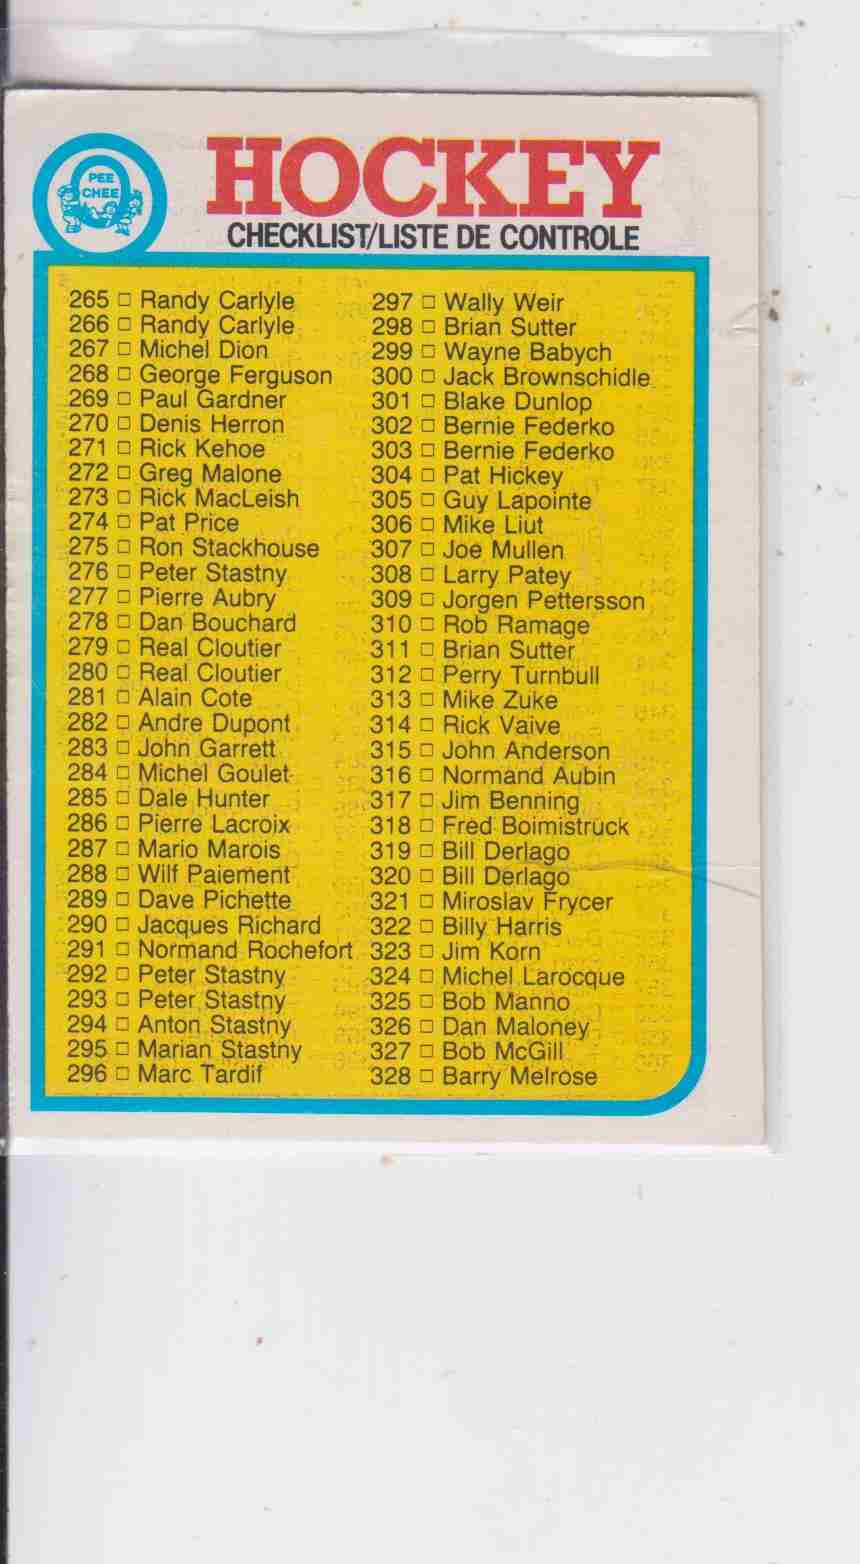 PEE
CHEE
HOCKEY
CHECKLIST/LISTE DE CONTROLE
265 □ Randy Carlyle
266 □ Randy Carlyle
267 □ Michel Dion
268 □ George Ferguson
269 □ Paul Gardner
270 □ Denis Herron
271 □ Rick Kehoe
272 □ Greg Malone
273 □ Rick MacLeish
274 □ Pat Price
275 □ Ron Stackhouse
276 □ Peter Stastny
277 □ Pierre Aubry
278 □ Dan Bouchard
279 □ Real Cloutier
280 □ Real Cloutier
281 □ Alain Cote
282 □ Andre Dupont
283 □ John Garrett
284 □ Michel Goulet
285 □ Dale Hunter
286 □ Pierre Lacroix
287 □ Mario Marois
288 □ Wilf Paiement
289 □ Dave Pichette
290 □ Jacques Richard
291 □ Normand Rochefort
292 □ Peter Stastny
293 □ Peter Stastny
294 □ Anton Stastny
295 □ Marian Stastny
296 □ Marc Tardif
297 □ Wally Weir
298 □ Brian Sutter
299 □ Wayne Babych
300 □ Jack Brownschidle
301 □ Blake Dunlop
302 □ Bernie Federko
303 □ Bernie Federko
304 □ Pat Hickey
305 □ Guy Lapointe
306 □ Mike Liut
307 □ Joe Mullen
308 □ Larry Patey
309 □ Jorgen Pettersson
310 □ Rob Ramage
311 □ Brian Sutter
312 □ Perry Turnbull
313 □ Mike Zuke
314 □ Rick Vaive
315 □ John Anderson
316 □ Normand Aubin
317 □ Jim Benning
318 □ Fred Boimistruck
319 □ Bill Derlago
320 □ Bill Derlago
321 □ Miroslav Frycer
322 □ Billy Harris
323 □ Jim Korn
324 □ Michel Larocque
325 □ Bob Manno
326 □ Dan Maloney
327 □ Bob McGill
328 □ Barry Melrose